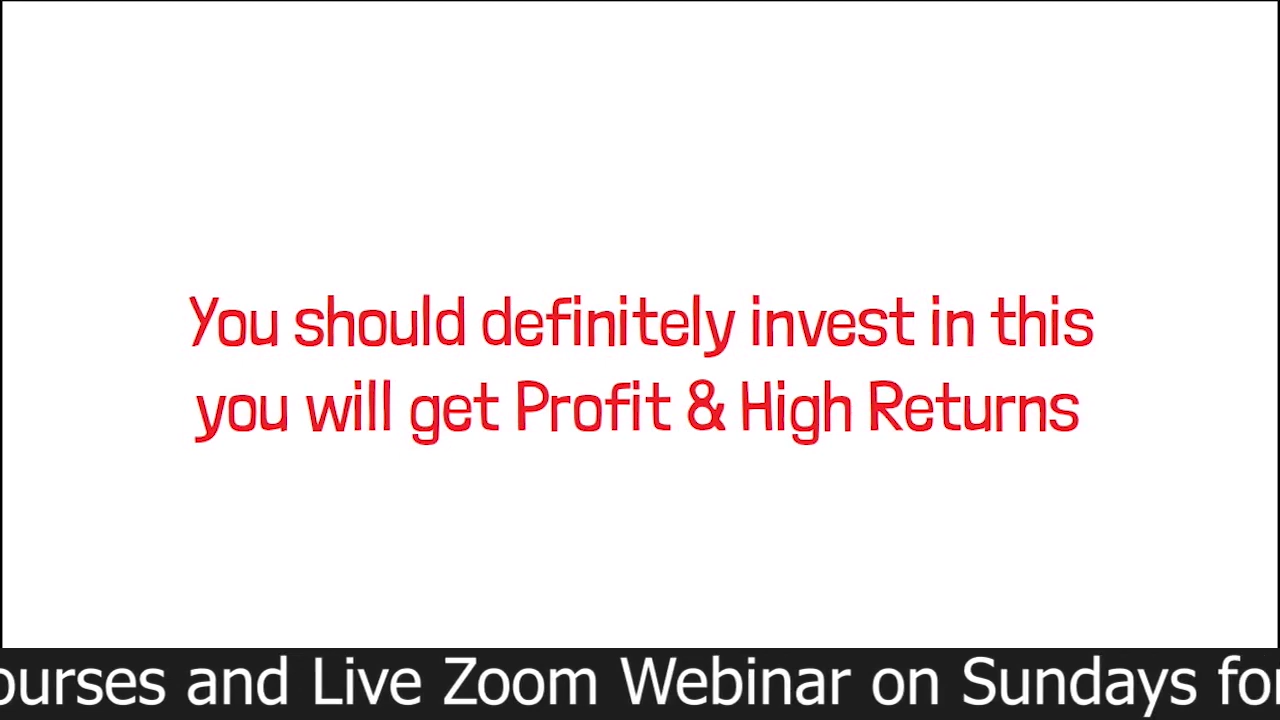 You should definitely invest in this
you will get Profit & High Returns
ourses and Live Zoom Webinar on Sundays for